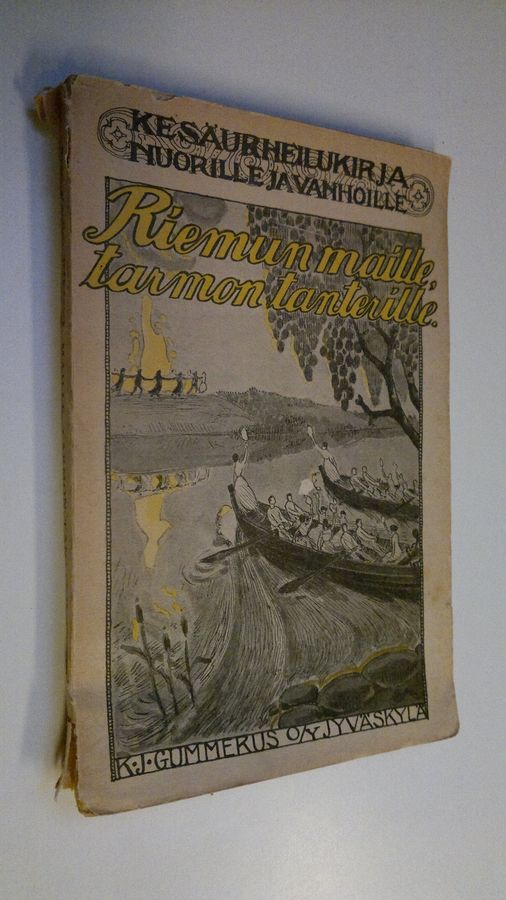 KESÄURHEILUKIRJA
NUORILLE JA VANHOILLE
Riemun maille,
tarmon tanterille.
K. J. GUMMERUS O/Y JYVÄSKYLÄ